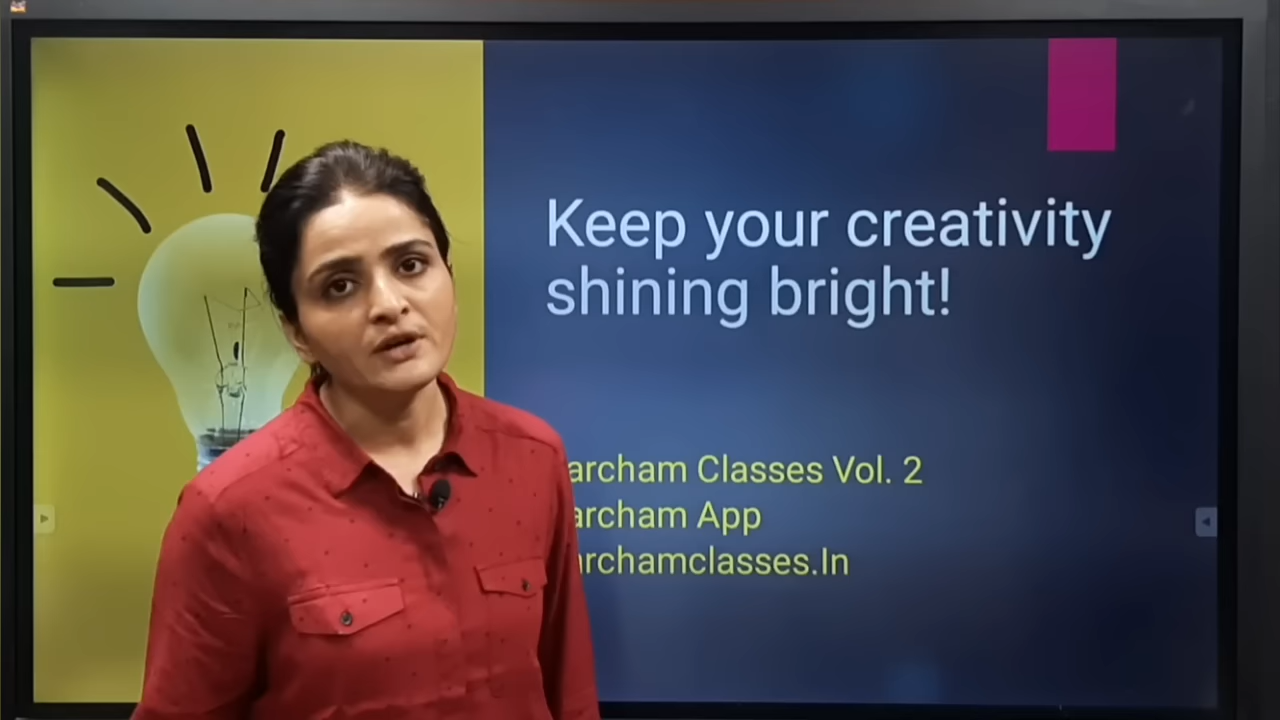 Keep your creativity
shining bright!
archam Classes Vol. 2
archam App
archamclasses.In